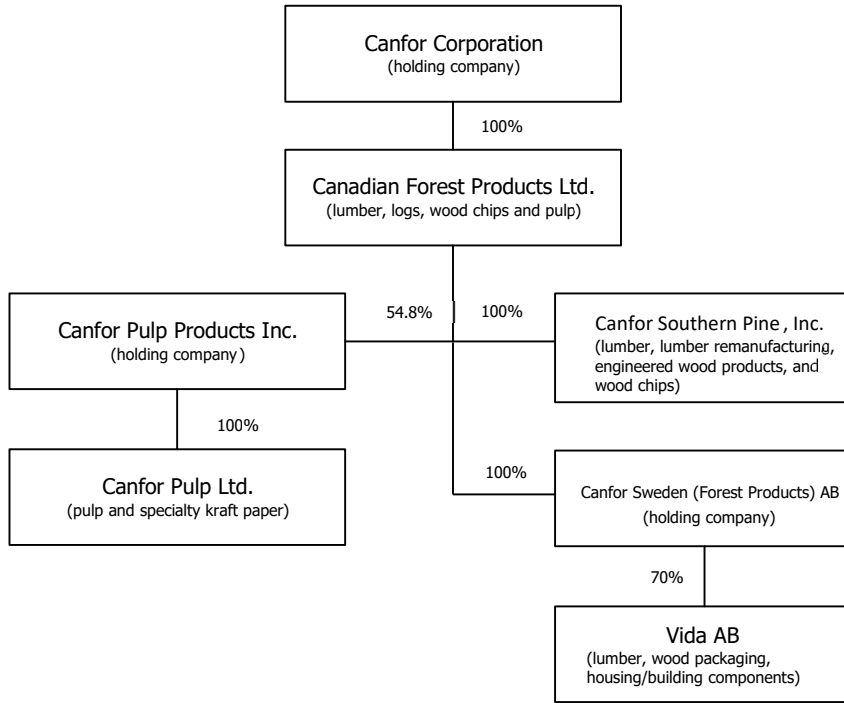 Canfor Corporation
(holding company)
100%
Canadian Forest Products Ltd.
(lumber, logs, wood chips and pulp)
54.8%
100%
Canfor Pulp Products Inc.
(holding company)
Canfor Southern Pine, Inc.
(lumber, lumber remanufacturing,
engineered wood products, and
wood chips)
100%
Canfor Pulp Ltd.
(pulp and specialty kraft paper)
100%
Canfor Sweden (Forest Products) AB
(holding company)
70%
Vida AB
(lumber, wood packaging,
housing/building components)